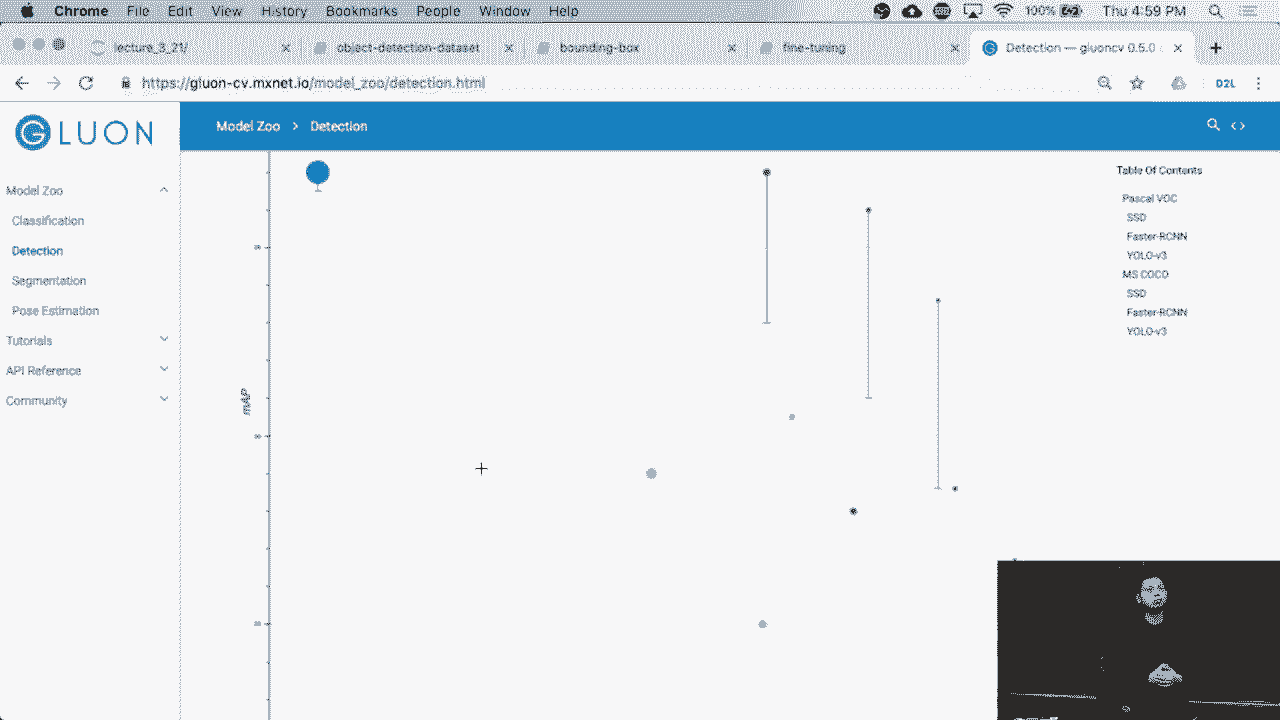 Chrome File Edit View History Bookmarks People Window Help 100% Thu 4:59 PM
lecture_3_21/ object-detection-dataset bounding-box fine-tuning Detection — gluoncv 0.5.0
https://gluon-cv.mxnet.io/model_zoo/detection.html D2L
GLUON
Model Zoo > Detection
Model Zoo
Classification
Detection
Segmentation
Pose Estimation
Tutorials
API Reference
Community
mAP
Table Of Contents
Pascal VOC
SSD
Faster-RCNN
YOLO-v3
MS COCO
SSD
Faster-RCNN
YOLO-v3